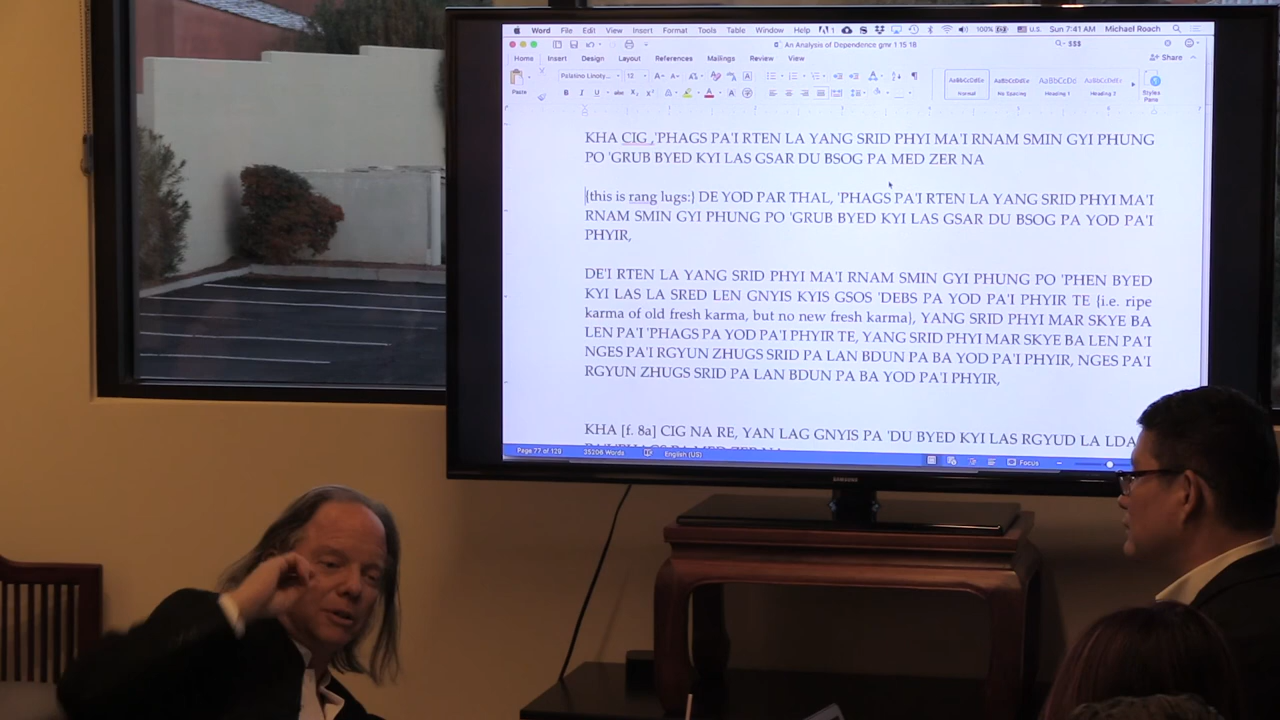 Word File Edit View Insert Format Tools Table Window Help 100% U.S. Sun 7:41 AM Michael Roach
An Analysis of Dependence gmr 1 15 18 $$$
Home Insert Design Layout References Mailings Review View Share
Paste Palatino Linoty... 12 AaBbCcDdEe AaBbCcDdEe AaBbCcDd AaBbCcDdEe
B I U abc Normal No Spacing Heading 1 Heading 2 Styles Pane
KHA CIG ,'PHAGS PA'I RTEN LA YANG SRID PHYI MA'I RNAM SMIN GYI PHUNG
PO 'GRUB BYED KYI LAS GSAR DU BSOG PA MED ZER NA
{this is rang lugs:} DE YOD PAR THAL, 'PHAGS PA'I RTEN LA YANG SRID PHYI MA'I
RNAM SMIN GYI PHUNG PO 'GRUB BYED KYI LAS GSAR DU BSOG PA YOD PA'I
PHYIR,
DE'I RTEN LA YANG SRID PHYI MA'I RNAM SMIN GYI PHUNG PO 'PHEN BYED
KYI LAS LA SRED LEN GNYIS KYIS GSOS 'DEBS PA YOD PA'I PHYIR TE {i.e. ripe
karma of old fresh karma, but no new fresh karma}, YANG SRID PHYI MAR SKYE BA
LEN PA'I 'PHAGS PA YOD PA'I PHYIR TE, YANG SRID PHYI MAR SKYE BA LEN PA'I
NGES PA'I RGYUN ZHUGS SRID PA LAN BDUN PA BA YOD PA'I PHYIR, NGES PA'I
RGYUN ZHUGS SRID PA LAN BDUN PA BA YOD PA'I PHYIR,
KHA [f. 8a] CIG NA RE, YAN LAG GNYIS PA 'DU BYED KYI LAS RGYUD LA LDA
Page 77 of 129 35206 Words English (US) Focus
SAMSUNG